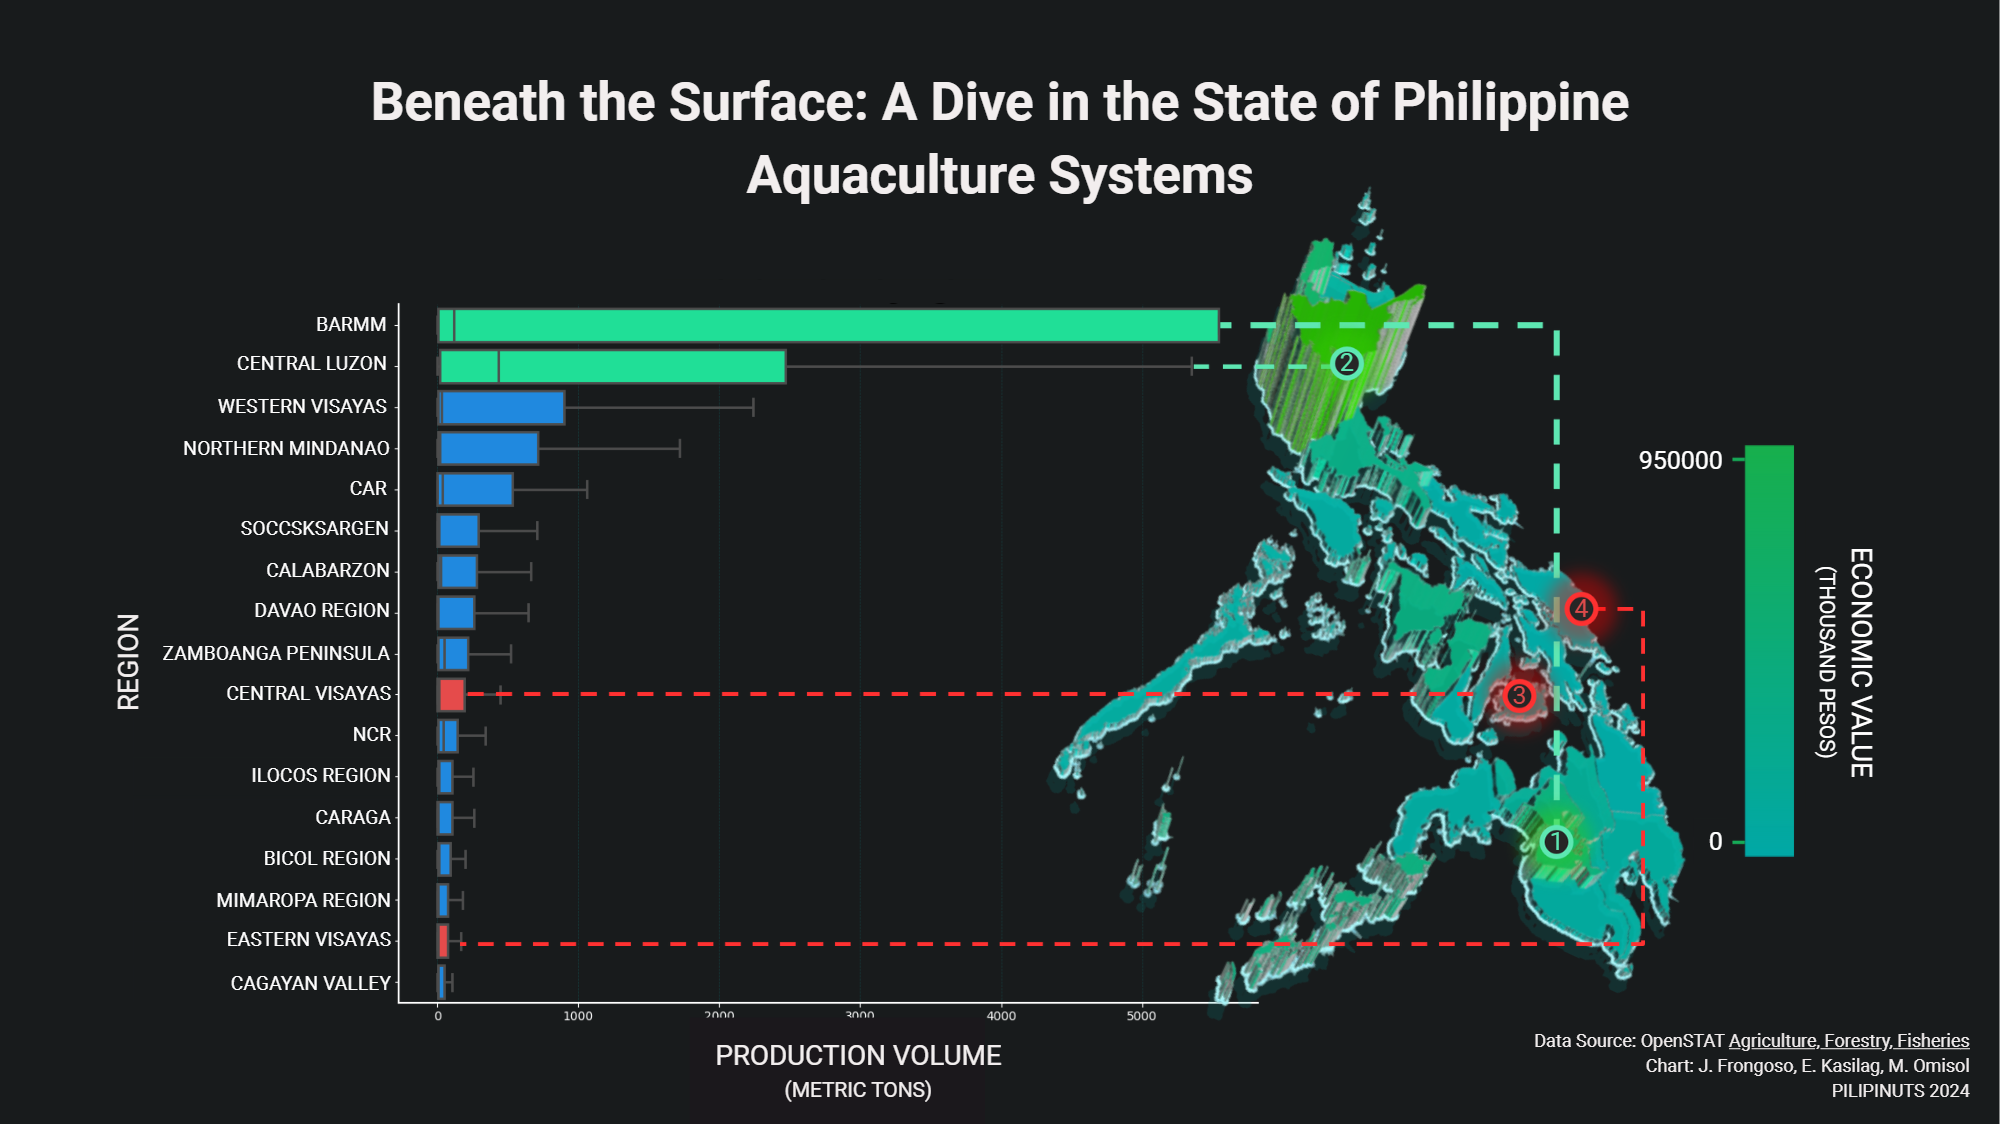 Beneath the Surface: A Dive in the State of Philippine
Aquaculture Systems
REGION
BARMM
CENTRAL LUZON
WESTERN VISAYAS
NORTHERN MINDANAO
CAR
SOCCSKSARGEN
CALABARZON
DAVAO REGION
ZAMBOANGA PENINSULA
CENTRAL VISAYAS
NCR
ILOCOS REGION
CARAGA
BICOL REGION
MIMAROPA REGION
EASTERN VISAYAS
CAGAYAN VALLEY
0 1000 2000 3000 4000 5000
PRODUCTION VOLUME
(METRIC TONS)
2
4
3
1
950000
0
ECONOMIC VALUE
(THOUSAND PESOS)
Data Source: OpenSTAT Agriculture, Forestry, Fisheries
Chart: J. Frongoso, E. Kasilag, M. Omisol
PILIPINUTS 2024